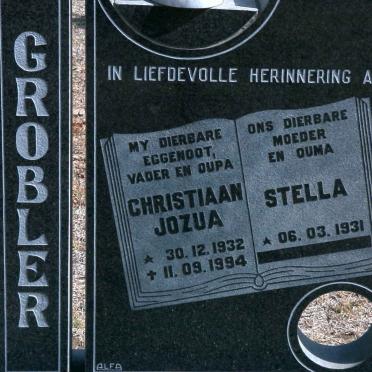 GROBLER
IN LIEFDEVOLLE HERINNERING A
MY DIERBARE
EGGENOOT,
VADER EN OUPA
CHRISTIAAN
JOZUA
* 30.12.1932
✝ 11.09.1994
ONS DIERBARE
MOEDER
EN OUMA
STELLA
* 06.03.1931
ALFA